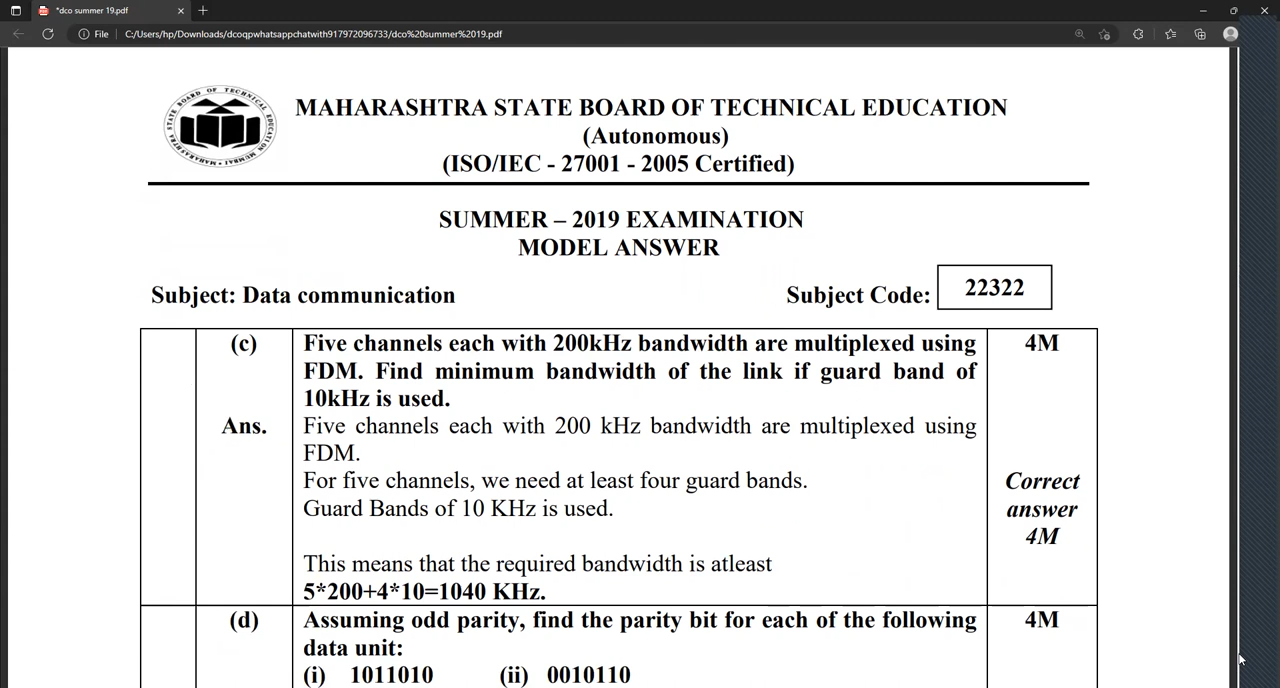 *dco summer 19.pdf
File C:/Users/hp/Downloads/dcoqpwhatsappchatwith917972096733/dco%20summer%2019.pdf
MAHARASHTRA STATE BOARD OF TECHNICAL EDUCATION
(Autonomous)
(ISO/IEC - 27001 - 2005 Certified)
SUMMER – 2019 EXAMINATION
MODEL ANSWER
Subject: Data communication Subject Code: 22322
(c) Five channels each with 200kHz bandwidth are multiplexed using 4M
FDM. Find minimum bandwidth of the link if guard band of
10kHz is used.
Ans. Five channels each with 200 kHz bandwidth are multiplexed using
FDM.
For five channels, we need at least four guard bands. Correct
Guard Bands of 10 KHz is used. answer
4M
This means that the required bandwidth is atleast
5*200+4*10=1040 KHz.
(d) Assuming odd parity, find the parity bit for each of the following 4M
data unit:
(i) 1011010 (ii) 0010110